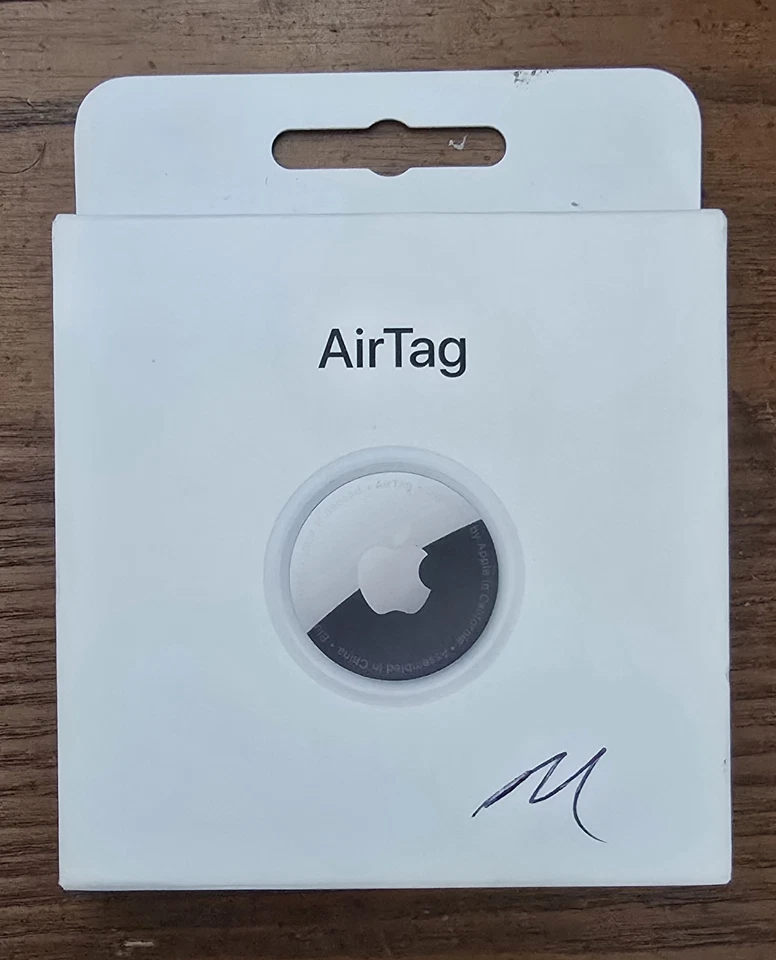 AirTag
AirTag
by Apple in California • Assembled in China •
M